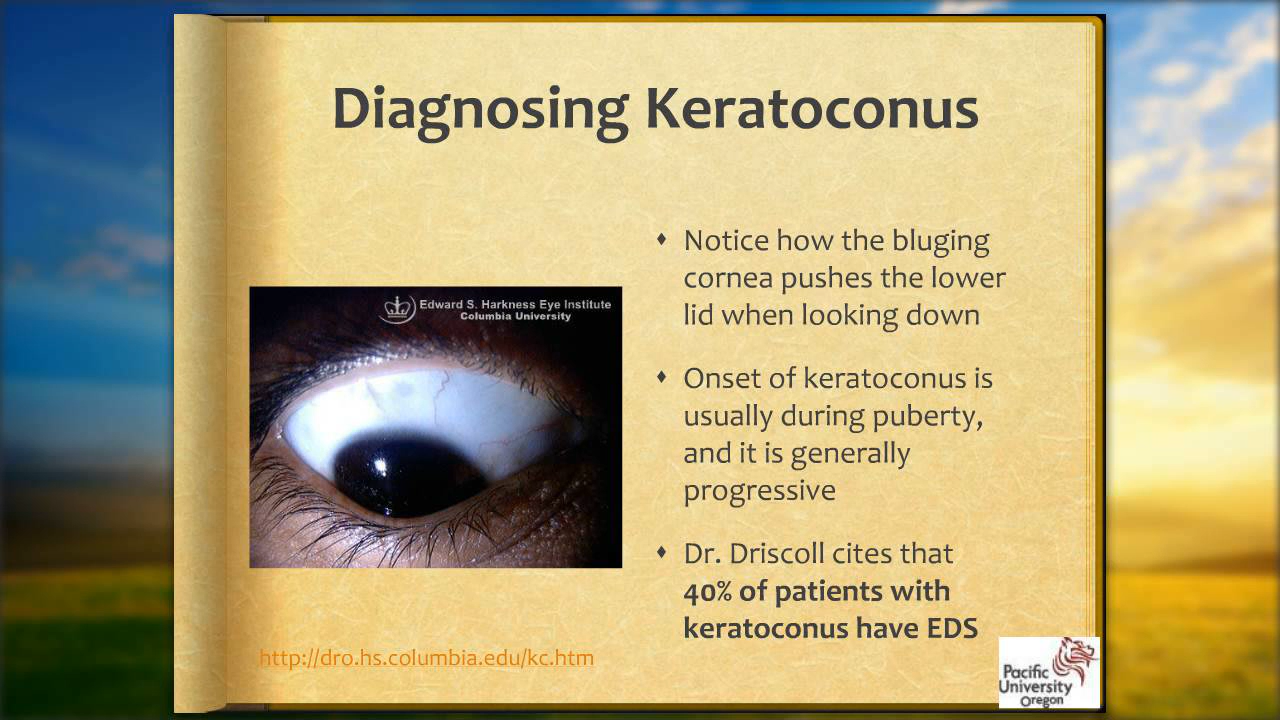 Diagnosing Keratoconus
Edward S. Harkness Eye Institute
Columbia University
⬧ Notice how the bluging
cornea pushes the lower
lid when looking down
⬧ Onset of keratoconus is
usually during puberty,
and it is generally
progressive
⬧ Dr. Driscoll cites that
40% of patients with
keratoconus have EDS
http://dro.hs.columbia.edu/kc.htm
Pacific
University
Oregon